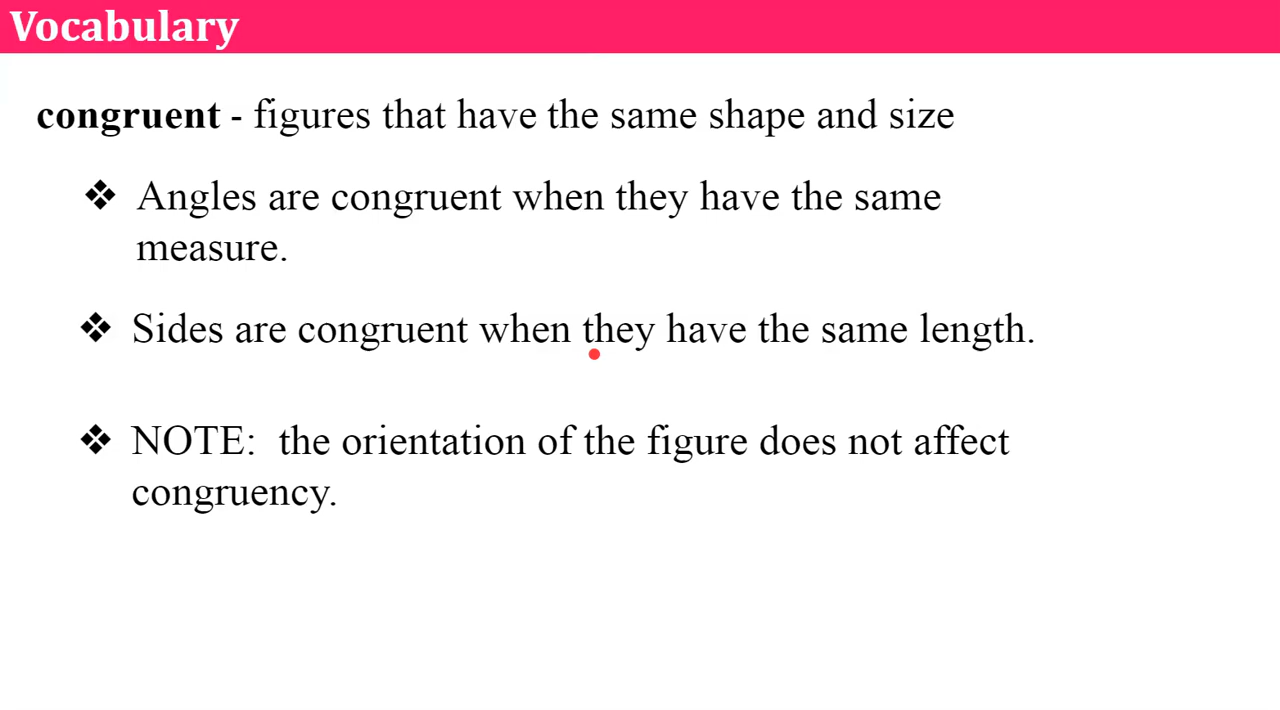 Vocabulary
congruent - figures that have the same shape and size
❖ Angles are congruent when they have the same
measure.
❖ Sides are congruent when they have the same length.
❖ NOTE:  the orientation of the figure does not affect
congruency.